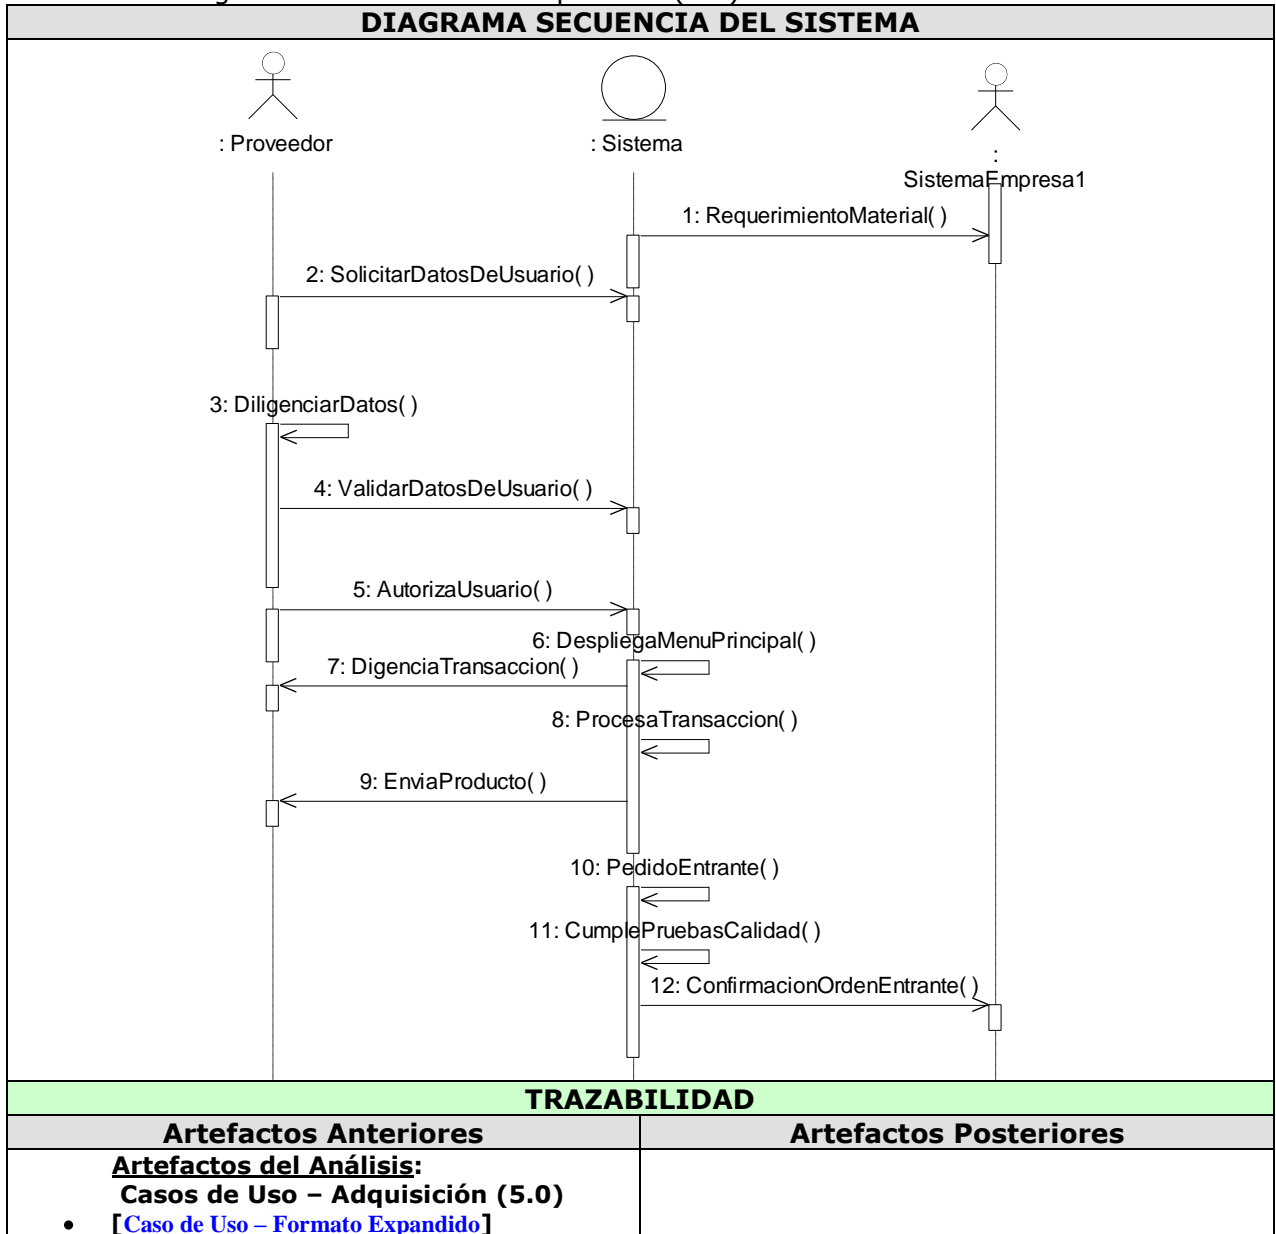 DIAGRAMA SECUENCIA DEL SISTEMA
: Proveedor
: Sistema
:
SistemaEmpresa1
1: RequerimientoMaterial( )
2: SolicitarDatosDeUsuario( )
3: DiligenciarDatos( )
4: ValidarDatosDeUsuario( )
5: AutorizaUsuario( )
6: DespliegaMenuPrincipal( )
7: DigenciaTransaccion( )
8: ProcesaTransaccion( )
9: EnviaProducto( )
10: PedidoEntrante( )
11: CumplePruebasCalidad( )
12: ConfirmacionOrdenEntrante( )
TRAZABILIDAD
Artefactos Anteriores
Artefactos Posteriores
Artefactos del Análisis:
Casos de Uso – Adquisición (5.0)
• [Caso de Uso – Formato Expandido]